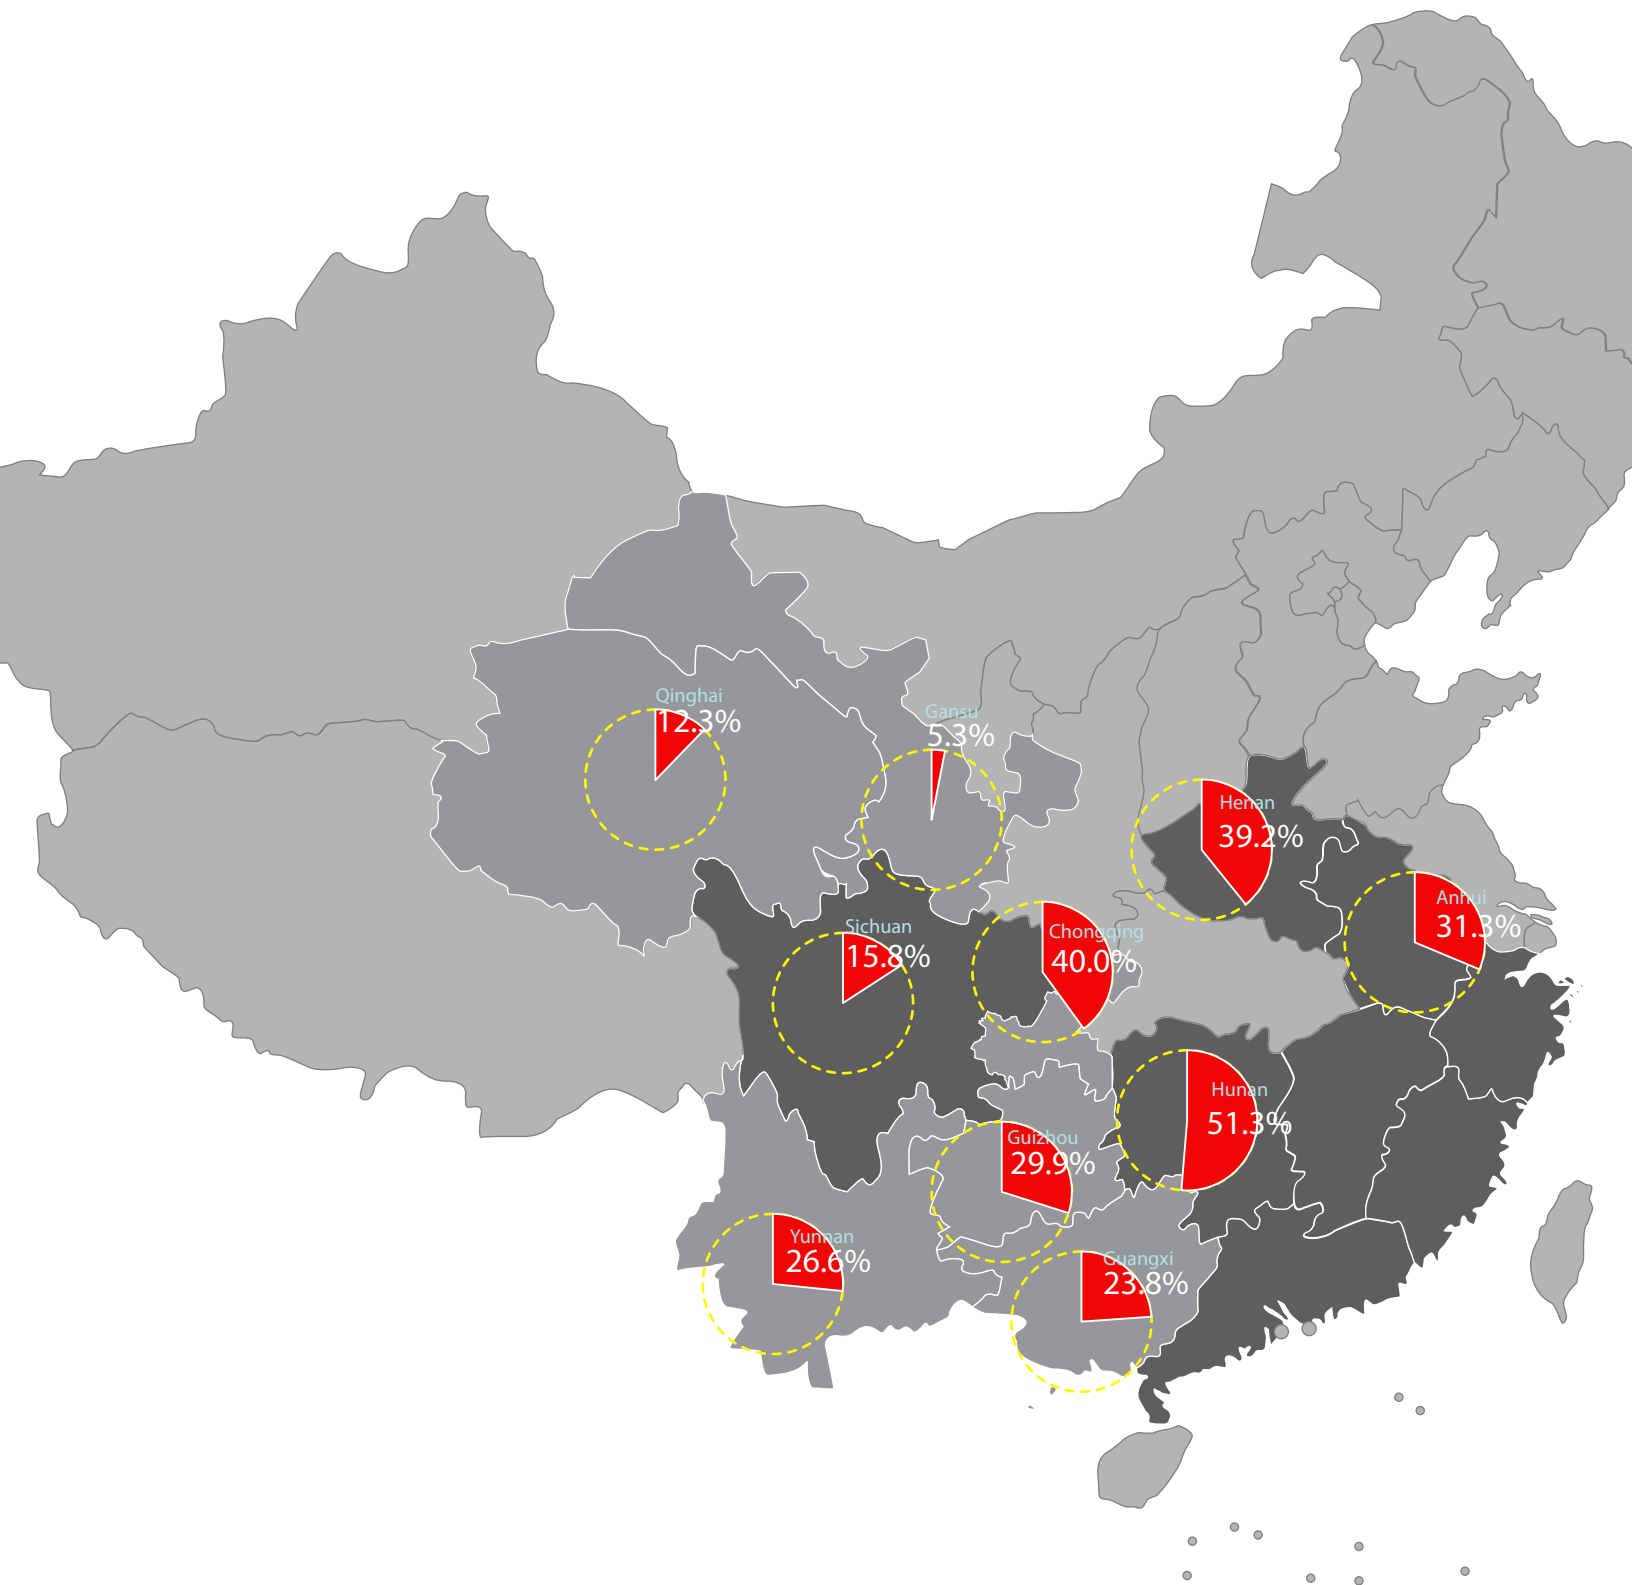 Qinghai
12.3%
Gansu
5.3%
Henan
39.2%
Anhui
31.3%
Sichuan
15.8%
Chongqing
40.0%
Hunan
51.3%
Guizhou
29.9%
Yunnan
26.6%
Guangxi
23.8%